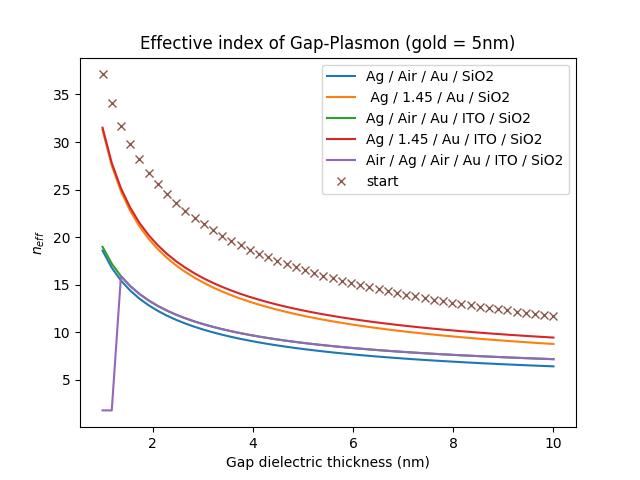 Effective index of Gap-Plasmon (gold = 5nm)
Ag / Air / Au / SiO2
Ag / 1.45 / Au / SiO2
Ag / Air / Au / ITO / SiO2
Ag / 1.45 / Au / ITO / SiO2
Air / Ag / Air / Au / ITO / SiO2
start
35
30
25
20
15
10
5
n_eff
2
4
6
8
10
Gap dielectric thickness (nm)